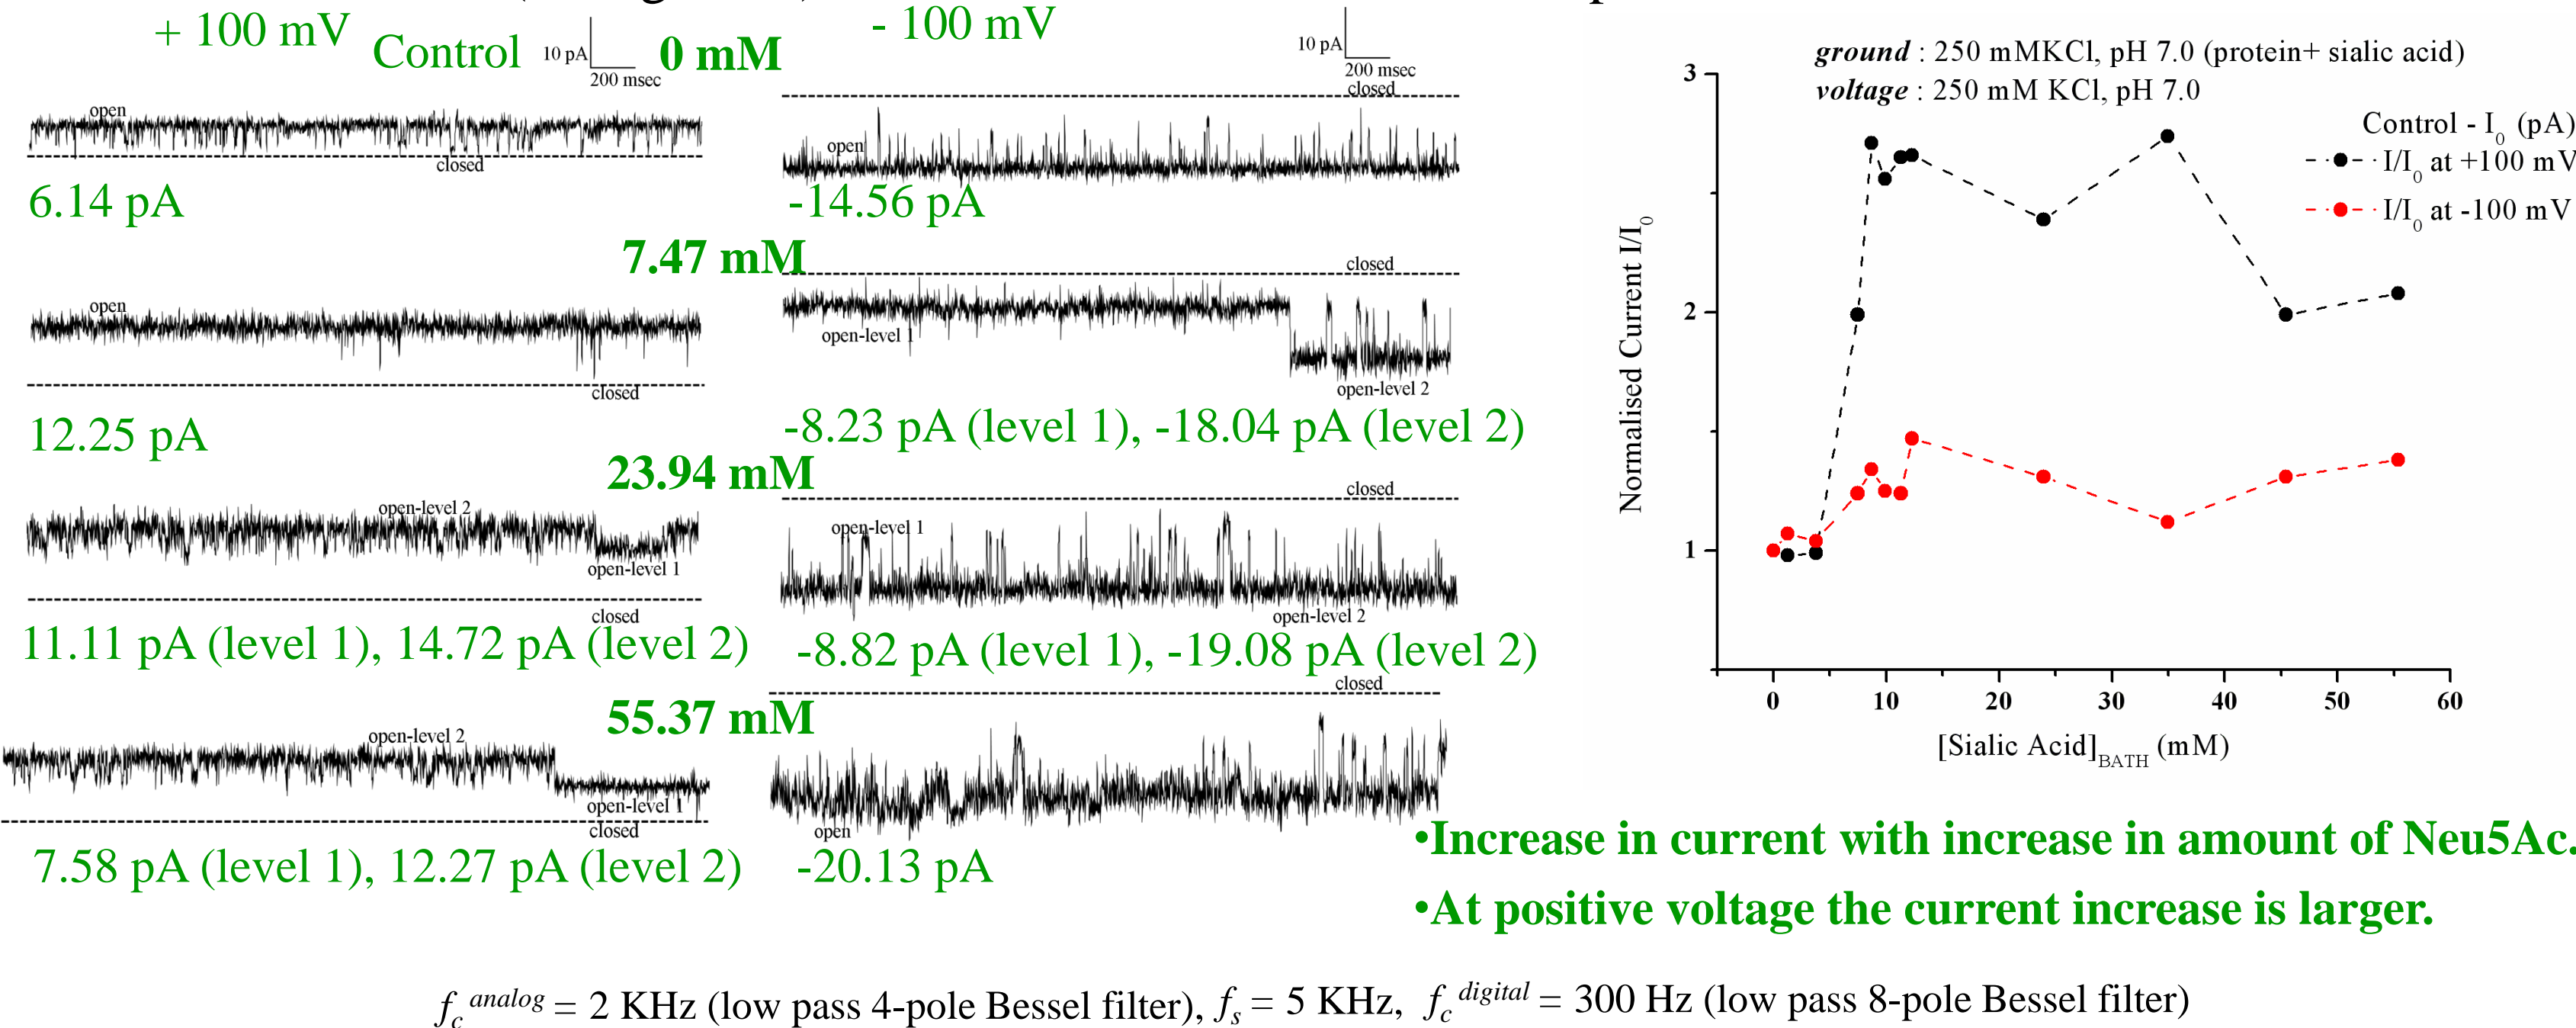 + 100 mV
Control
10 pA
200 msec
0 mM
- 100 mV
10 pA
200 msec
open
closed
6.14 pA
closed
open
-14.56 pA
7.47 mM
open
closed
12.25 pA
closed
open-level 1
open-level 2
-8.23 pA (level 1), -18.04 pA (level 2)
23.94 mM
open-level 2
open-level 1
closed
11.11 pA (level 1), 14.72 pA (level 2)
closed
open-level 1
open-level 2
-8.82 pA (level 1), -19.08 pA (level 2)
55.37 mM
open-level 2
open-level 1
closed
7.58 pA (level 1), 12.27 pA (level 2)
closed
open
-20.13 pA
ground : 250 mMKCl, pH 7.0 (protein+ sialic acid)
voltage : 250 mM KCl, pH 7.0
Control - I0 (pA)
I/I0 at +100 mV
I/I0 at -100 mV
Normalised Current I/I0
3
2
1
0 10 20 30 40 50 60
[Sialic Acid]BATH (mM)
•Increase in current with increase in amount of Neu5Ac.
•At positive voltage the current increase is larger.
fc analog = 2 KHz (low pass 4-pole Bessel filter), fs = 5 KHz, fc digital = 300 Hz (low pass 8-pole Bessel filter)